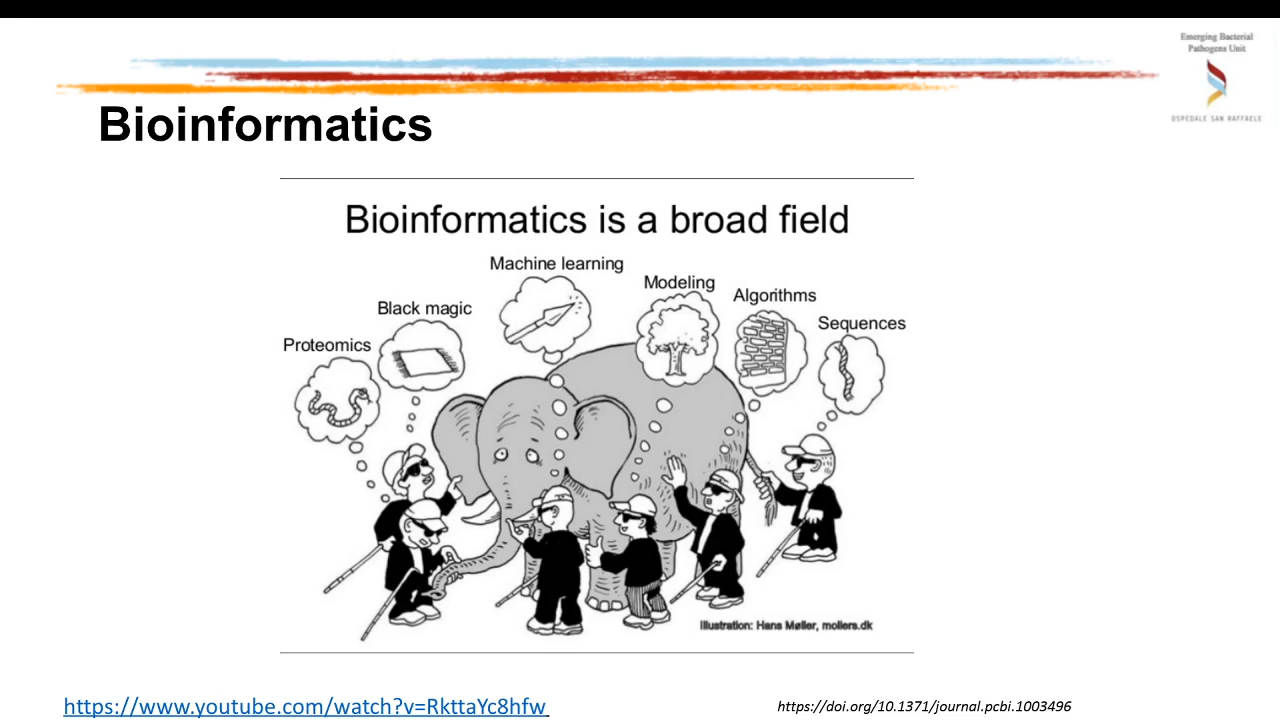 Emerging Bacterial
Pathogens Unit
OSPEDALE SAN RAFFAELE
Bioinformatics
Bioinformatics is a broad field
Machine learning
Modeling
Algorithms
Black magic
Sequences
Proteomics
Illustration: Hans Møller, mollers.dk
https://www.youtube.com/watch?v=RkttaYc8hfw
https://doi.org/10.1371/journal.pcbi.1003496